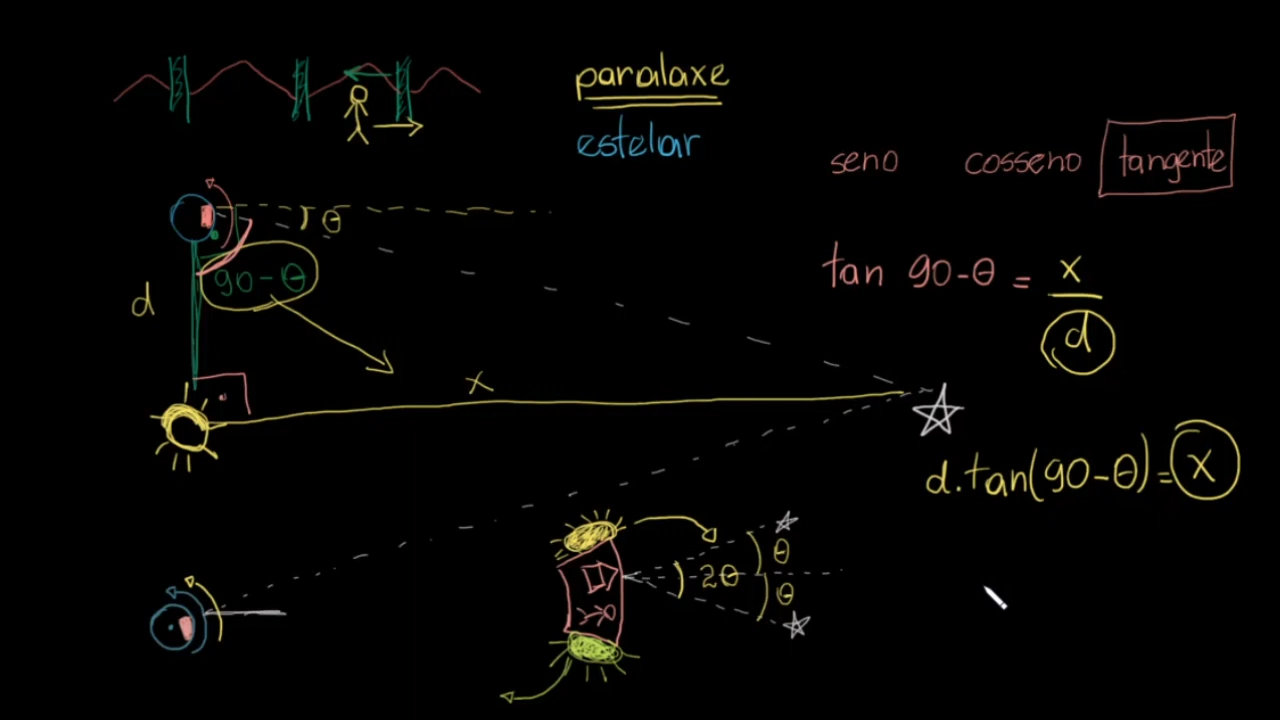 paralaxe
estelar
seno cosseno tangente
θ
90-θ
d
x
tan 90-θ = x/d
d.tan(90-θ)=x
2θ
θ
θ